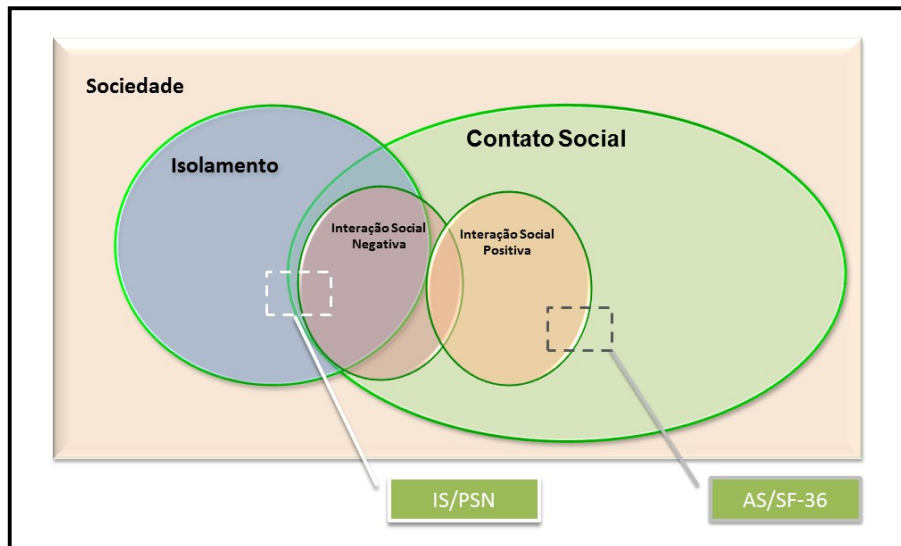 Sociedade
Contato Social
Isolamento
Interação Social
Negativa
Interação Social
Positiva
IS/PSN
AS/SF-36